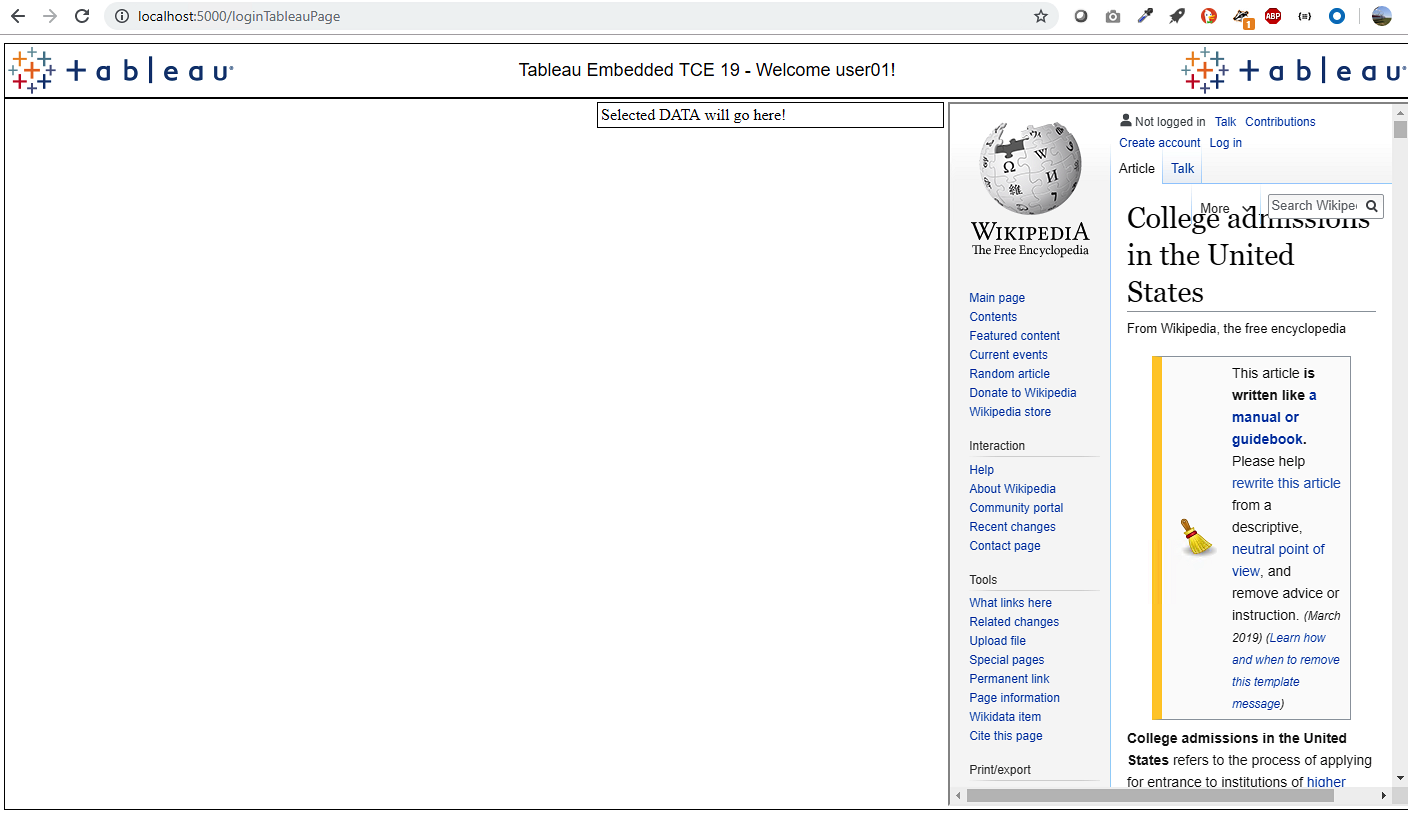 localhost:5000/loginTableauPage
1
ABP
+ a b l e a u
Tableau Embedded TCE 19 - Welcome user01!
+ a b l e a u
Selected DATA will go here!
Ω W И 維 7
WIKIPEDIA
The Free Encyclopedia
Main page
Contents
Featured content
Current events
Random article
Donate to Wikipedia
Wikipedia store
Interaction
Help
About Wikipedia
Community portal
Recent changes
Contact page
Tools
What links here
Related changes
Upload file
Special pages
Permanent link
Page information
Wikidata item
Cite this page
Print/export
Not logged in Talk Contributions
Create account Log in
Article Talk
More
Search Wikipe
College admissions
in the United
States
From Wikipedia, the free encyclopedia
This article is
written like a
manual or
guidebook.
Please help
rewrite this article
from a
descriptive,
neutral point of
view, and
remove advice or
instruction. (March
2019) (Learn how
and when to remove
this template
message)
College admissions in the United
States refers to the process of applying
for entrance to institutions of higher